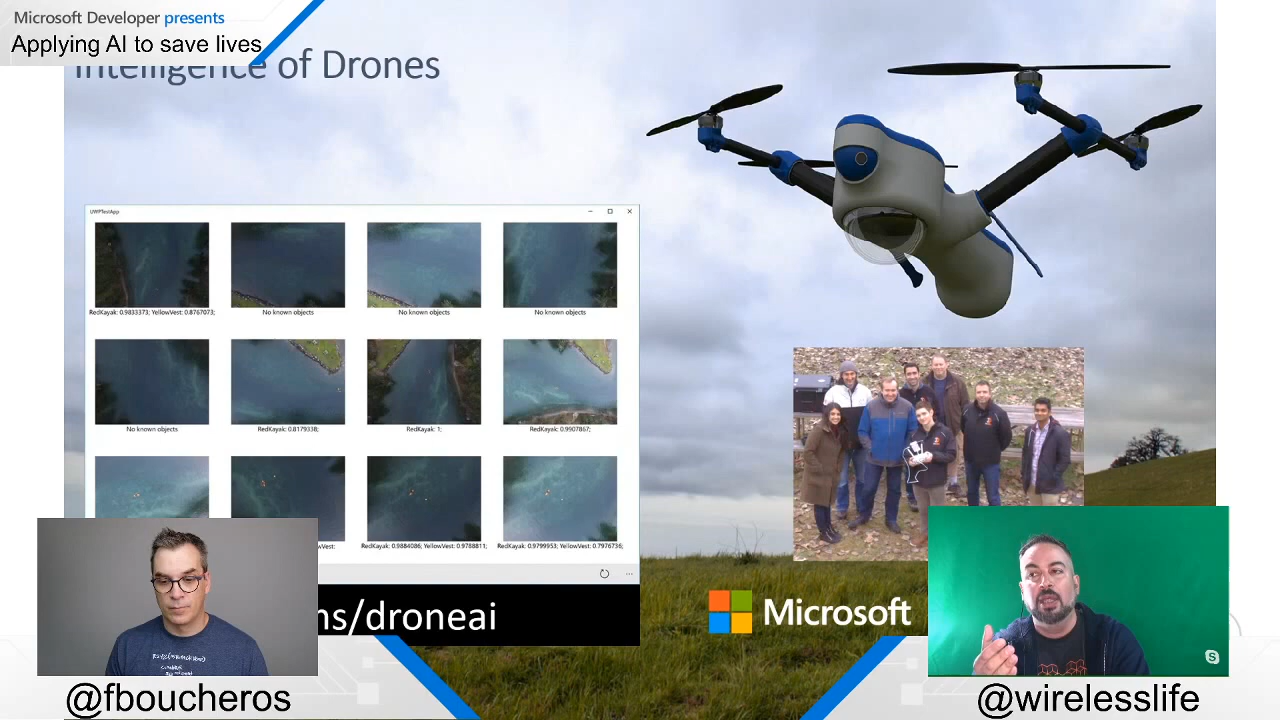 Microsoft Developer presents
Applying AI to save lives
Intelligence of Drones
UWPTestApp
RedKayak: 0.9833373; YellowVest: 0.8767073;
No known objects
No known objects
No known objects
No known objects
RedKayak: 0.8179338;
RedKayak: 1;
RedKayak: 0.9907867;
RedKayak: 0.9884086; YellowVest: 0.9788811;
RedKayak: 0.9799953; YellowVest: 0.7976736;
ms/droneai
Microsoft
@fboucheros
@wirelesslife